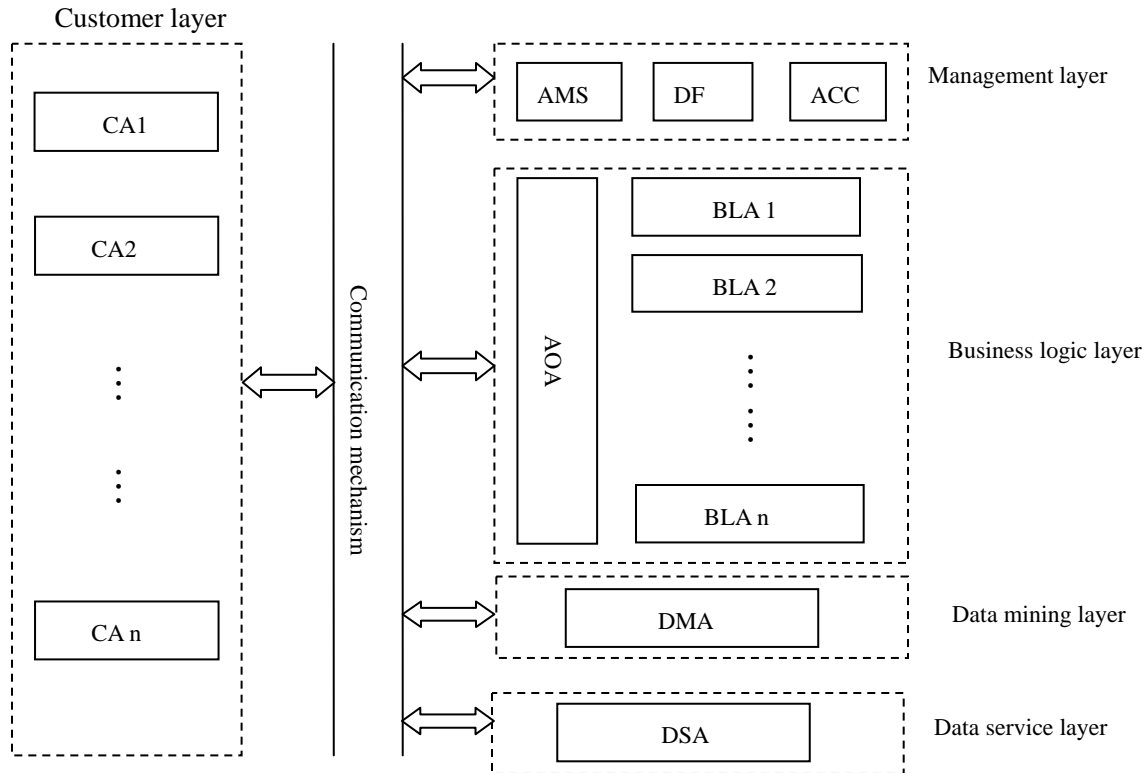 Customer layer
CA1
CA2
CA n
Communication mechanism
AMS
DF
ACC
Management layer
AOA
BLA 1
BLA 2
BLA n
Business logic layer
DMA
Data mining layer
DSA
Data service layer